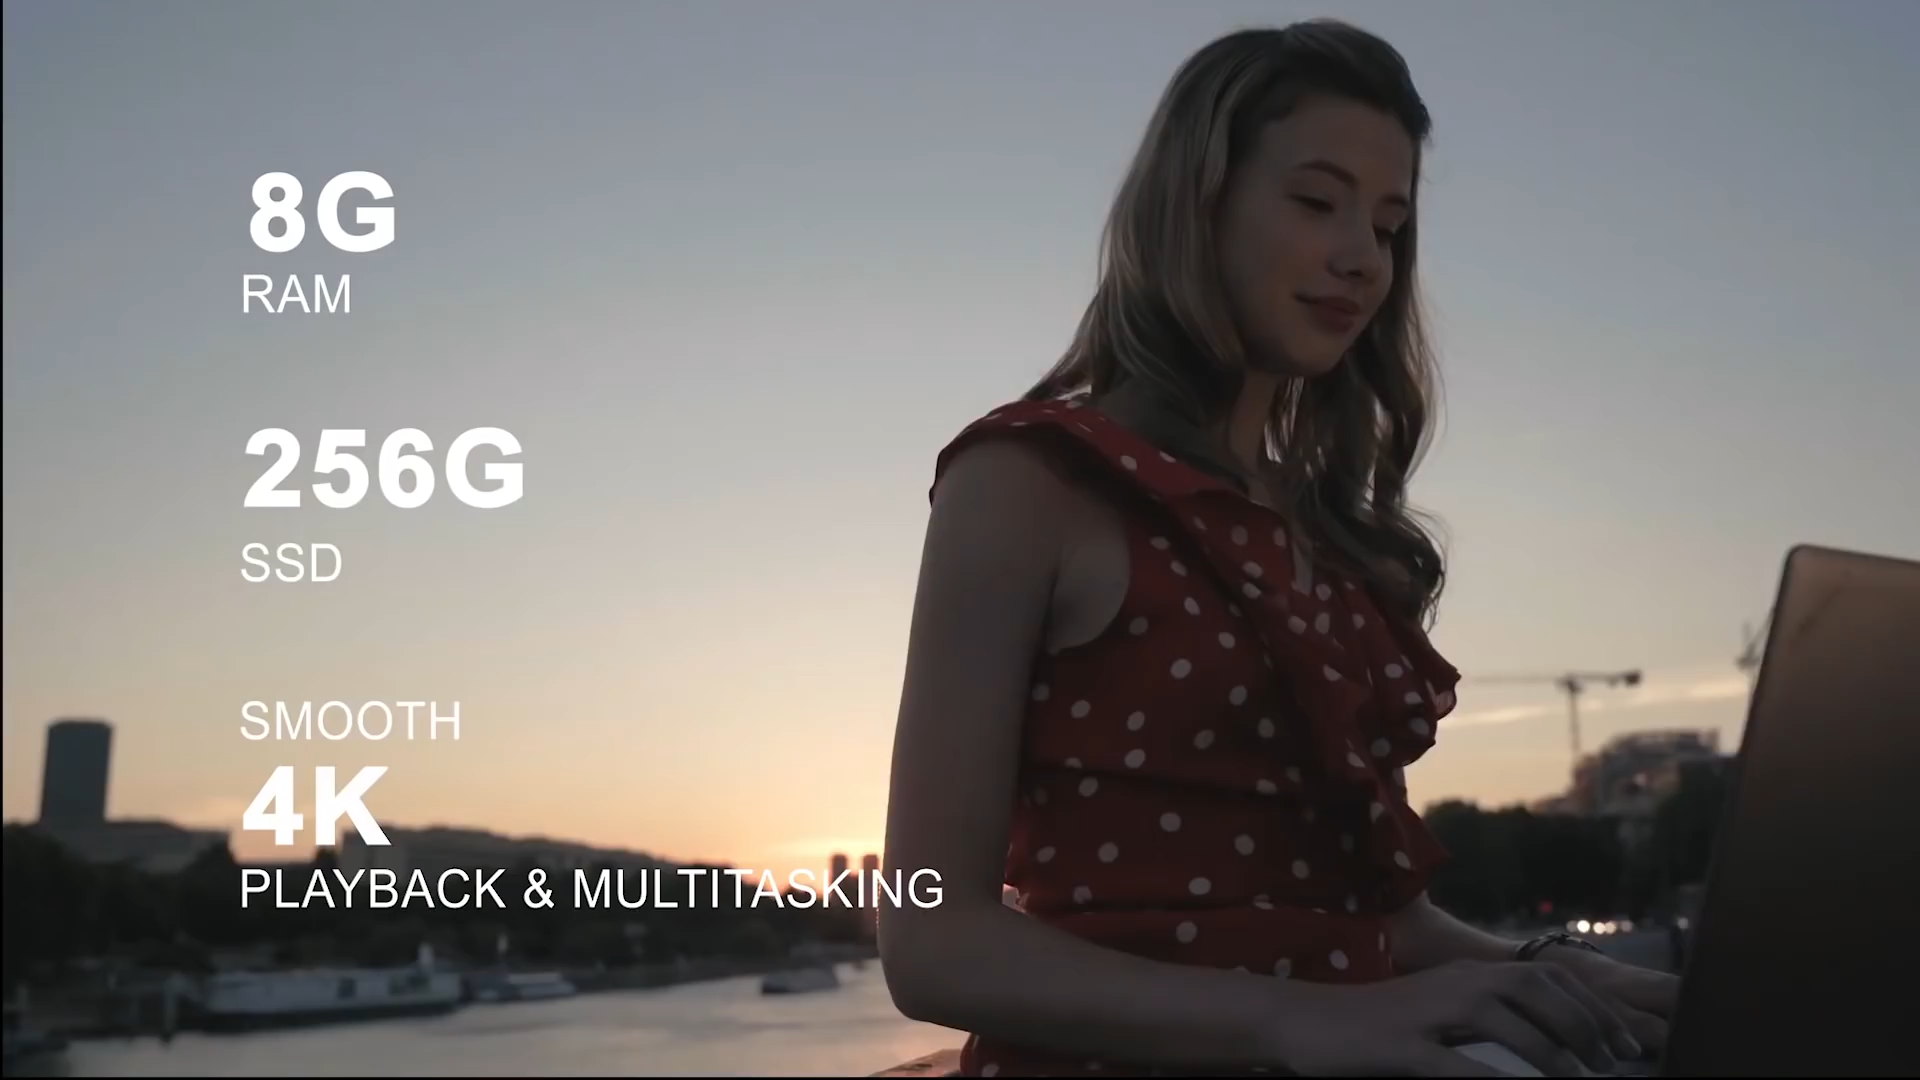 8G
RAM
256G
SSD
SMOOTH
4K
PLAYBACK & MULTITASKING